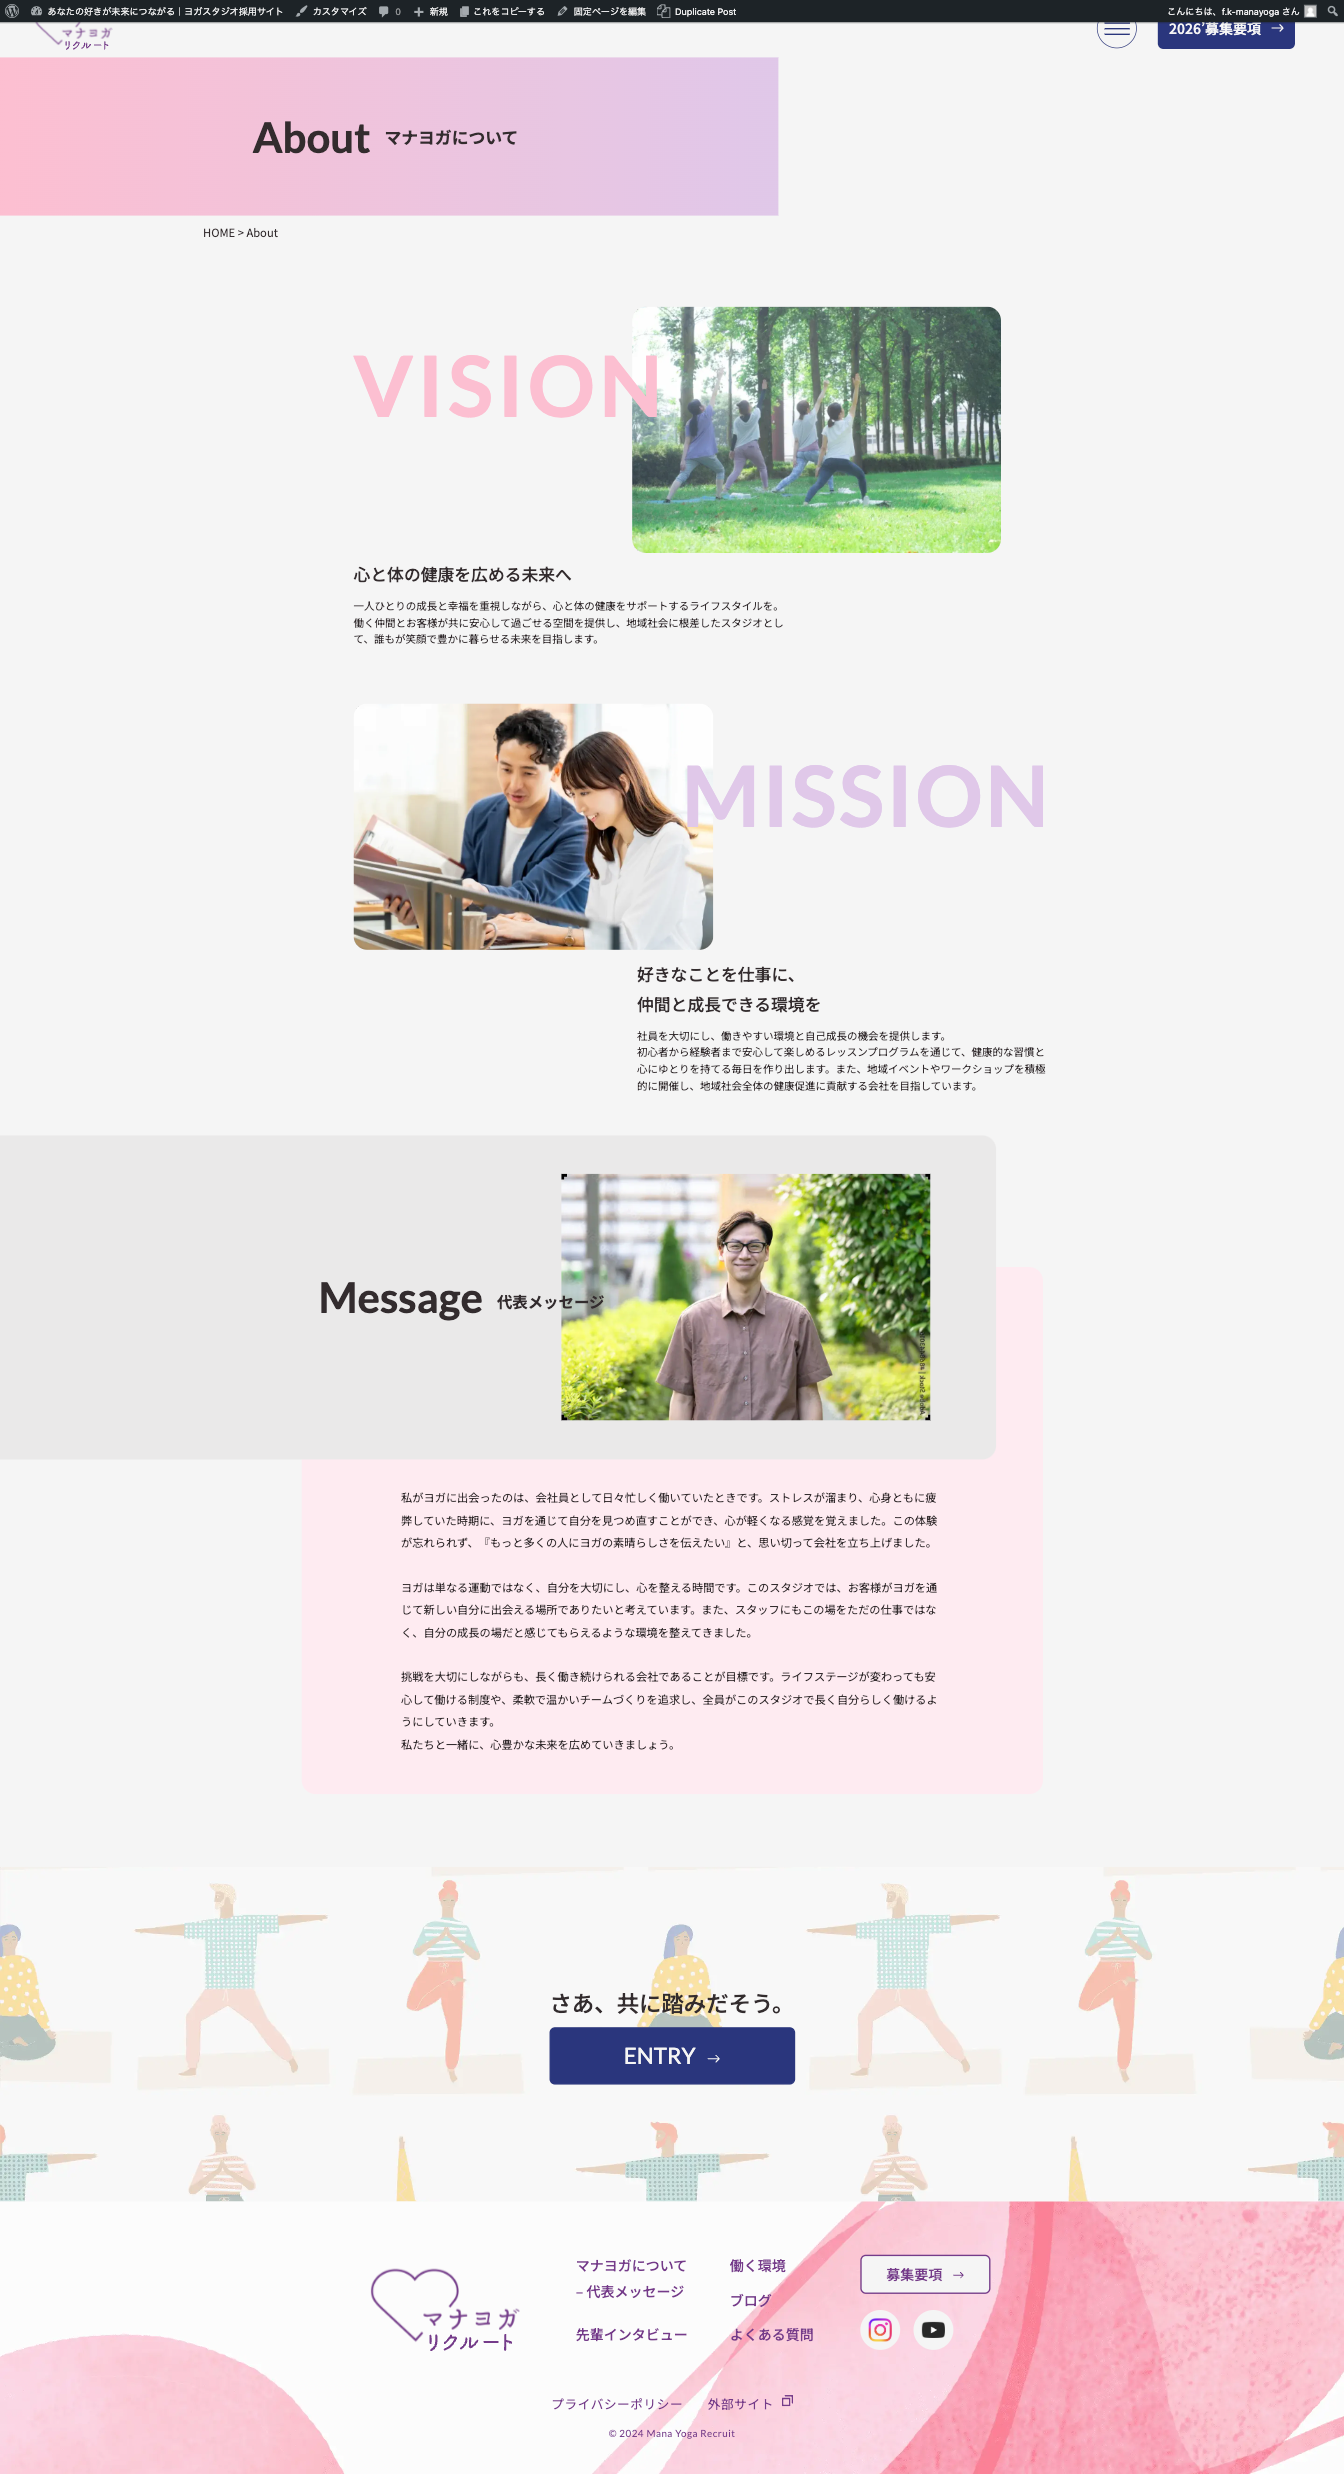 あなたの好きが未来につながる｜ヨガスタジオ採用サイト カスタマイズ 0 新規 これをコピーする 固定ページを編集 Duplicate Post こんにちは、f.k-manayoga さん
マナヨガ
リクルート
2026'募集要項 →
About マナヨガについて
HOME > About
VISION
心と体の健康を広める未来へ
一人ひとりの成長と幸福を重視しながら、心と体の健康をサポートするライフスタイルを。
働く仲間とお客様が共に安心して過ごせる空間を提供し、地域社会に根差したスタジオとし
て、誰もが笑顔で豊かに暮らせる未来を目指します。
MISSION
好きなことを仕事に、
仲間と成長できる環境を
社員を大切にし、働きやすい環境と自己成長の機会を提供します。
初心者から経験者まで安心して楽しめるレッスンプログラムを通じて、健康的な習慣と
心にゆとりを持てる毎日を作り出します。また、地域イベントやワークショップを積極
的に開催し、地域社会全体の健康促進に貢献する会社を目指しています。
Message 代表メッセージ
私がヨガに出会ったのは、会社員として日々忙しく働いていたときです。ストレスが溜まり、心身ともに疲
弊していた時期に、ヨガを通じて自分を見つめ直すことができ、心が軽くなる感覚を覚えました。この体験
が忘れられず、『もっと多くの人にヨガの素晴らしさを伝えたい』と、思い切って会社を立ち上げました。
ヨガは単なる運動ではなく、自分を大切にし、心を整える時間です。このスタジオでは、お客様がヨガを通
じて新しい自分に出会える場所でありたいと考えています。また、スタッフにもこの場をただの仕事ではな
く、自分の成長の場だと感じてもらえるような環境を整えてきました。
挑戦を大切にしながらも、長く働き続けられる会社であることが目標です。ライフステージが変わっても安
心して働ける制度や、柔軟で温かいチームづくりを追求し、全員がこのスタジオで長く自分らしく働けるよ
うにしていきます。
私たちと一緒に、心豊かな未来を広めていきましょう。
さあ、共に踏みだそう。
ENTRY →
マナヨガ
リクルート
マナヨガについて
– 代表メッセージ
先輩インタビュー
働く環境
ブログ
よくある質問
募集要項 →
プライバシーポリシー 外部サイト
© 2024 Mana Yoga Recruit